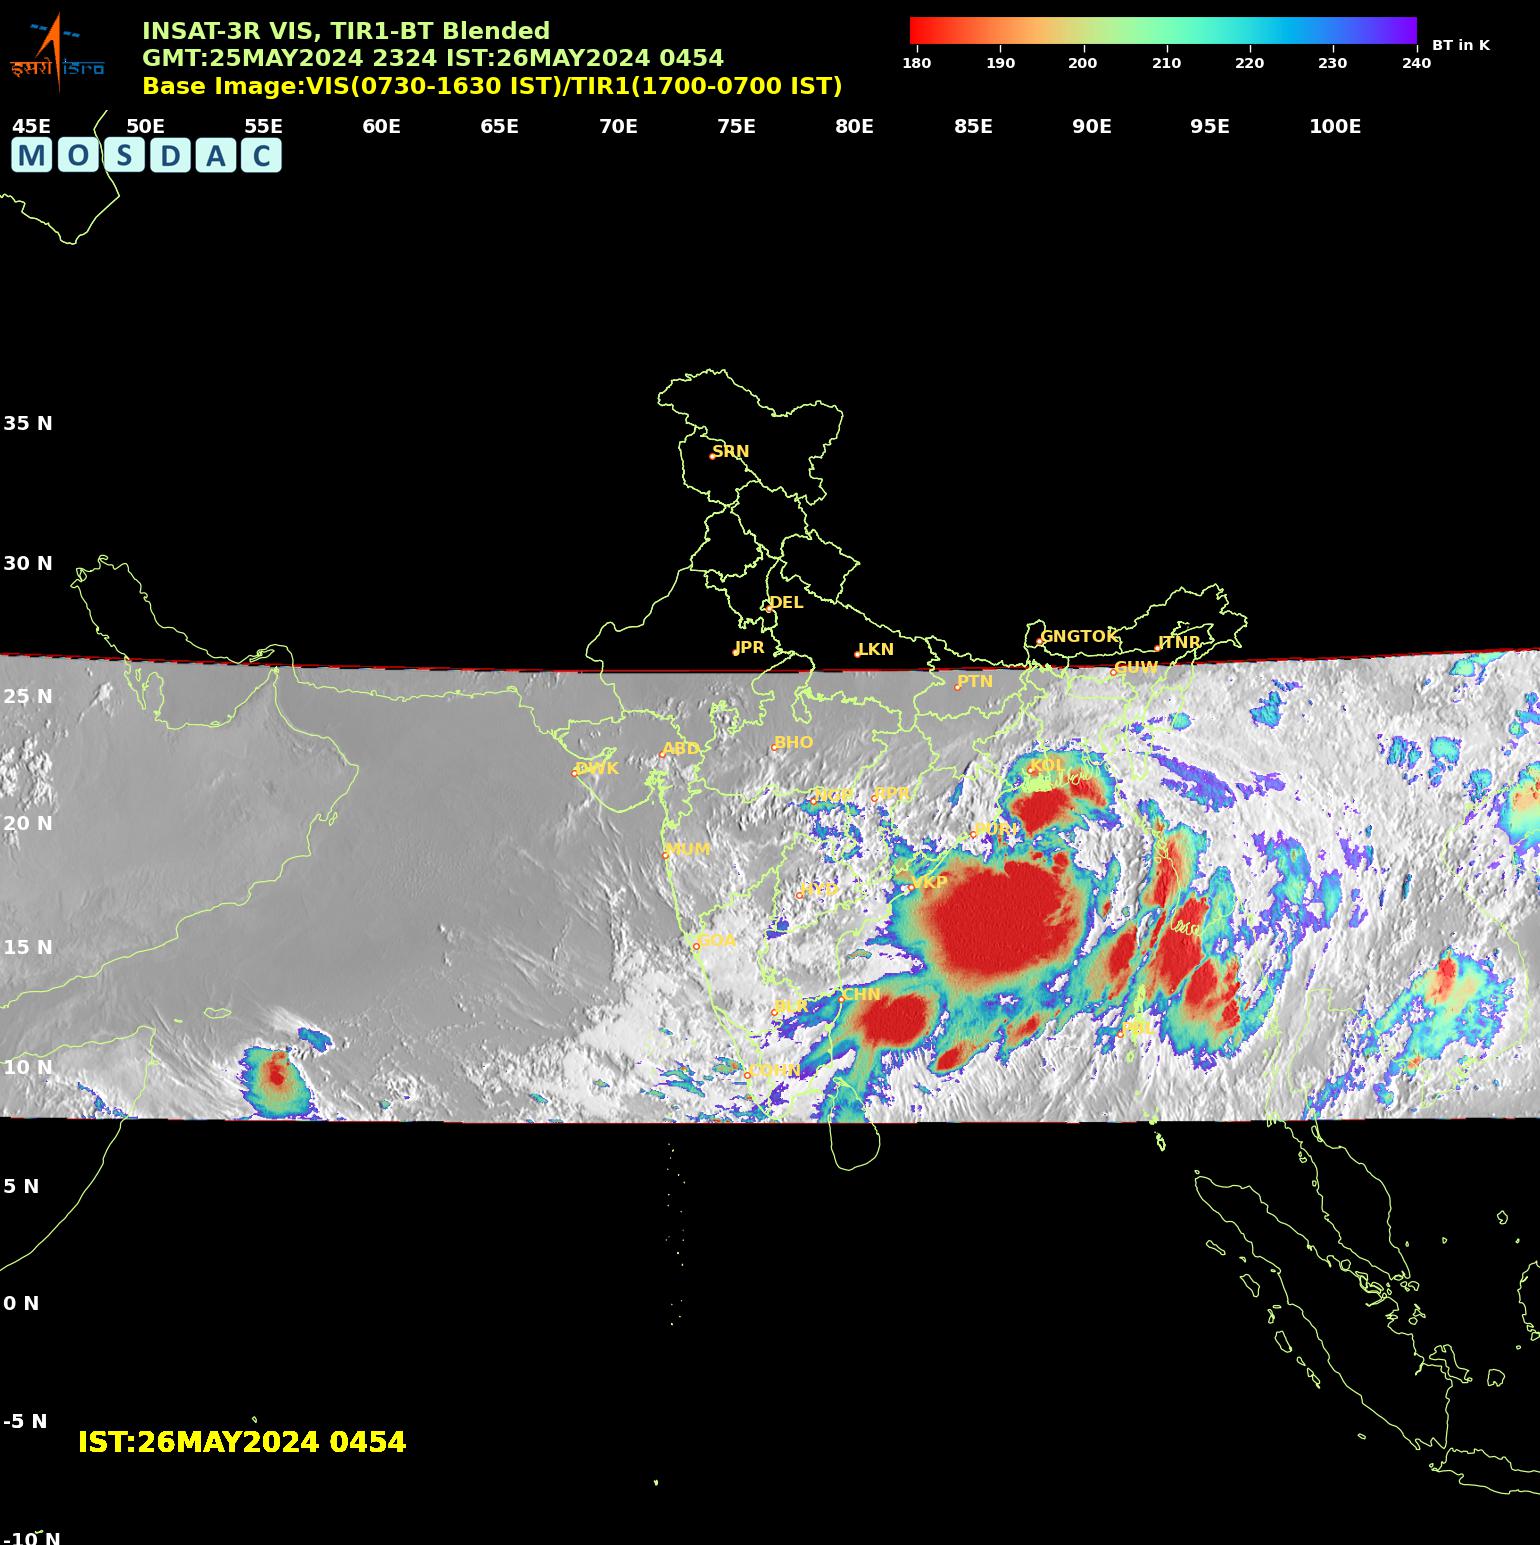 INSAT-3R VIS, TIR1-BT Blended
GMT:25MAY2024 2324 IST:26MAY2024 0454
Base Image:VIS(0730-1630 IST)/TIR1(1700-0700 IST)
इसरो isro
BT in K
180 190 200 210 220 230 240
45E 50E 55E 60E 65E 70E 75E 80E 85E 90E 95E 100E
M O S D A C
35 N
SRN
30 N
DEL
GNGTOK
ITNR
JPR
LKN
GUW
PTN
25 N
BHO
ABD
DWK
KOL
NGP
RPR
20 N
PURI
MUM
VKP
HYD
GOA
15 N
CHN
BLR
PBL
10 N
COHN
5 N
0 N
-5 N
IST:26MAY2024 0454
-10 N